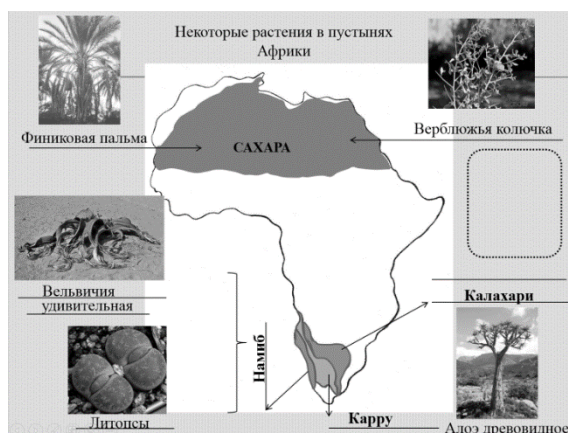 Некоторые растения в пустынях
Африки
Финиковая пальма
Верблюжья колючка
САХАРА
Вельвичия
удивительная
Калахари
Намиб
Литопсы
Карру
Алоэ древовидное